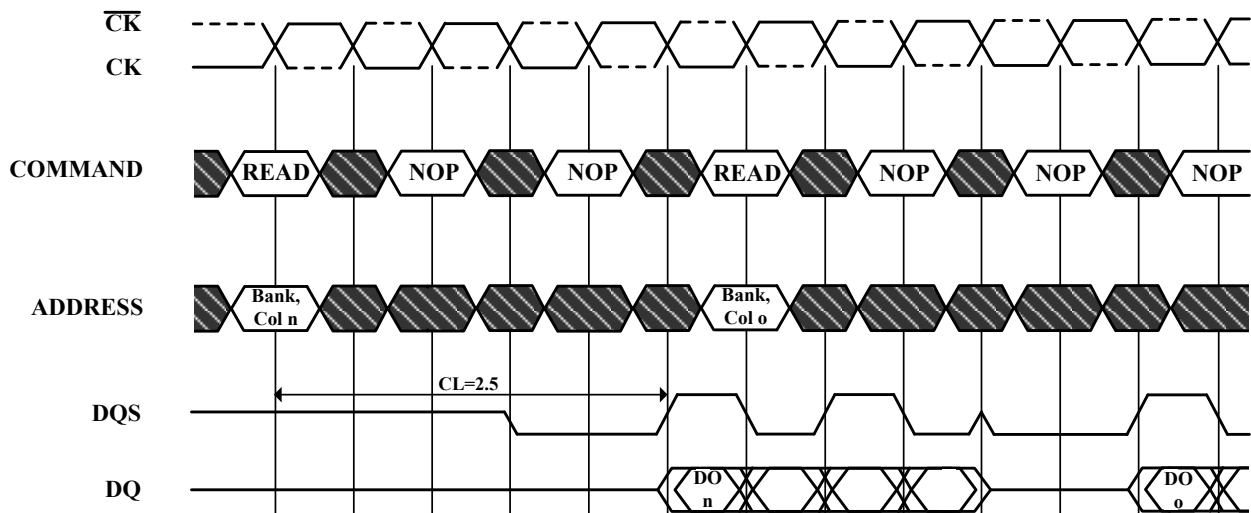 CK
CK
COMMAND
READ NOP NOP READ NOP NOP NOP
ADDRESS
Bank,
Col n
Bank,
Col o
CL=2.5
DQS
DQ
DO
n
DO
o